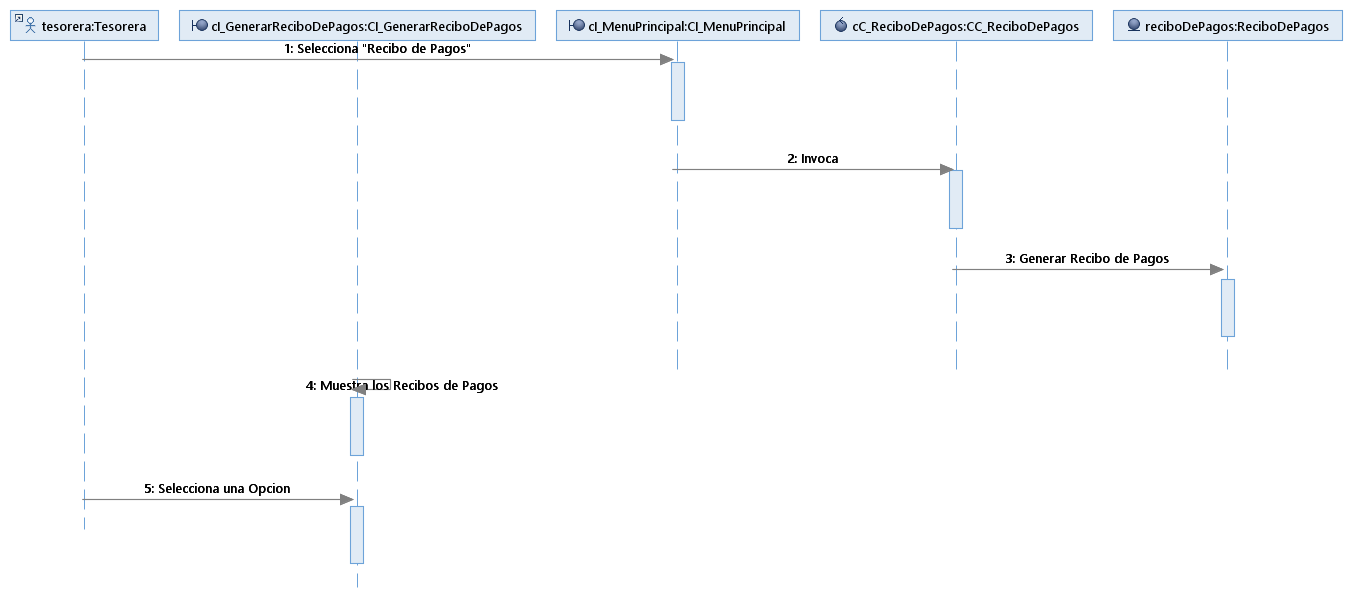 tesorera:Tesorera
cI_GenerarReciboDePagos:CI_GenerarReciboDePagos
cI_MenuPrincipal:CI_MenuPrincipal
cC_ReciboDePagos:CC_ReciboDePagos
reciboDePagos:ReciboDePagos
1: Selecciona "Recibo de Pagos"
2: Invoca
3: Generar Recibo de Pagos
4: Muestra los Recibos de Pagos
5: Selecciona una Opcion